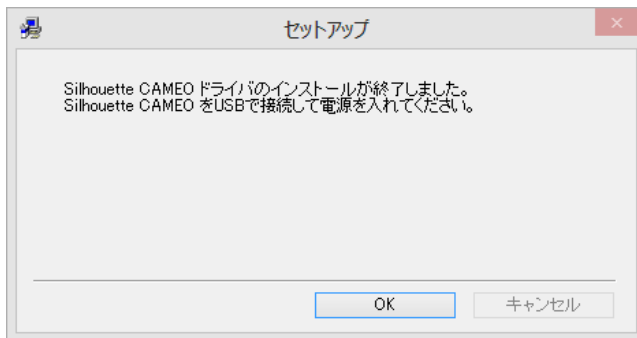 セットアップ
Silhouette CAMEO ドライバのインストールが終了しました。
Silhouette CAMEO をUSBで接続して電源を入れてください。
OK
キャンセル